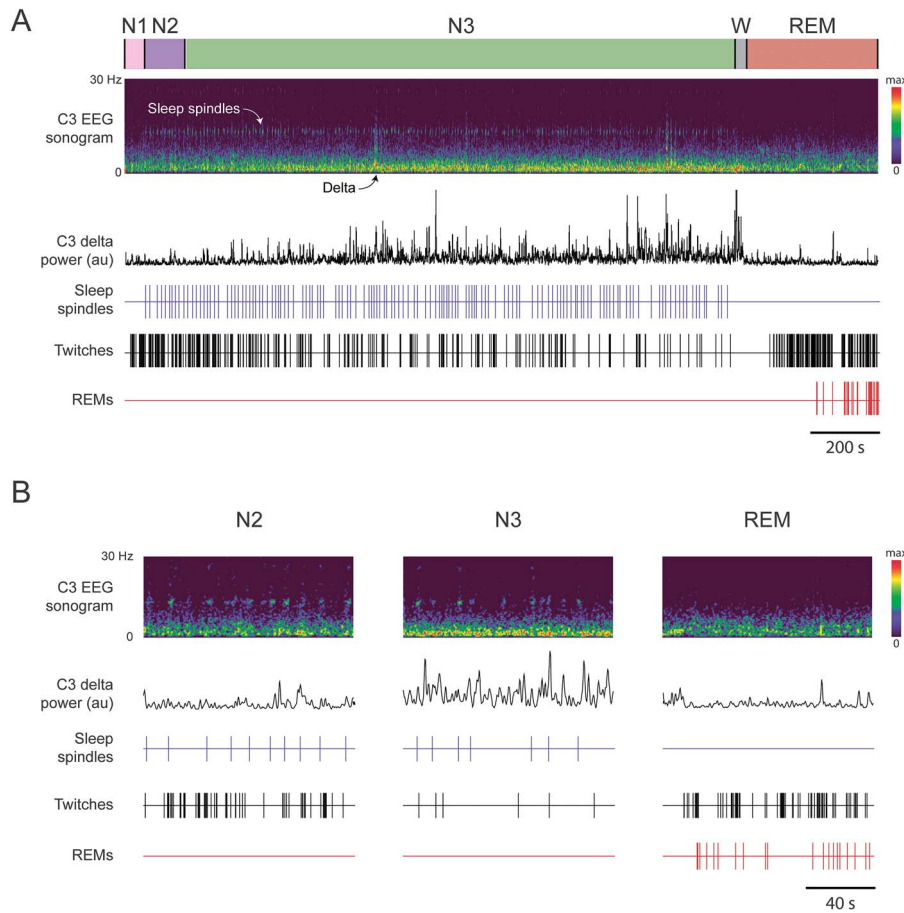 A
N1 N2 N3 W REM
30 Hz
max
Sleep spindles
C3 EEG
sonogram
0
0
Delta
C3 delta
power (au)
Sleep
spindles
Twitches
REMs
200 s
B
N2 N3 REM
30 Hz
max
C3 EEG
sonogram
0
0
C3 delta
power (au)
Sleep
spindles
Twitches
REMs
40 s